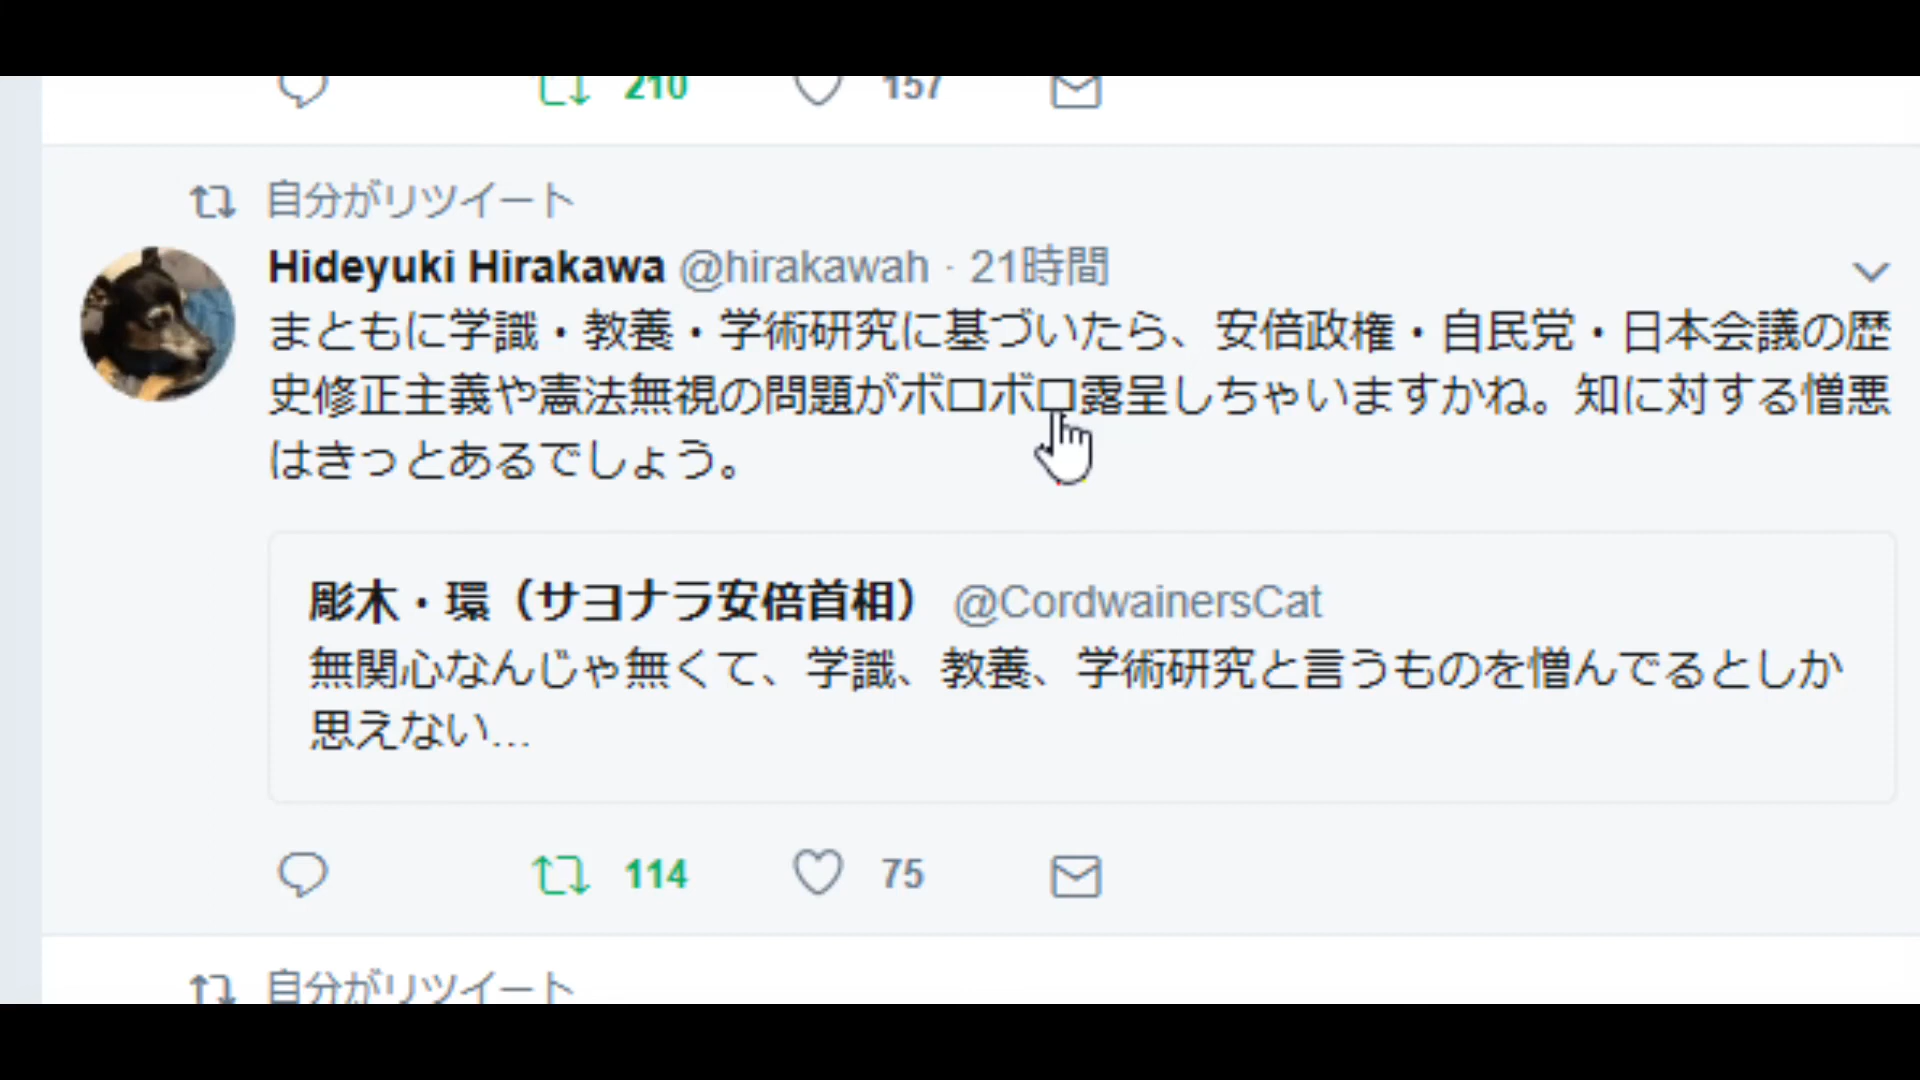 210 157
自分がリツイート
Hideyuki Hirakawa @hirakawah · 21時間
まともに学識・教養・学術研究に基づいたら、安倍政権・自民党・日本会議の歴
史修正主義や憲法無視の問題がボロボロ露呈しちゃいますかね。知に対する憎悪
はきっとあるでしょう。
彫木・環（サヨナラ安倍首相） @CordwainersCat
無関心なんじゃ無くて、学識、教養、学術研究と言うものを憎んでるとしか
思えない...
114 75
自分がリツイート